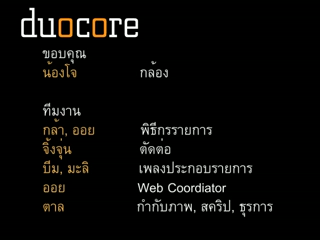 duocore
ขอบคุณ
น้องโจ กล้อง
ทีมงาน
กล้า, ออย พิธีกรรายการ
จิ้งจุ่น ตัดต่อ
บีม, มะลิ เพลงประกอบรายการ
ออย Web Coordiator
ตาล กำกับภาพ, สคริป, ธุรการ